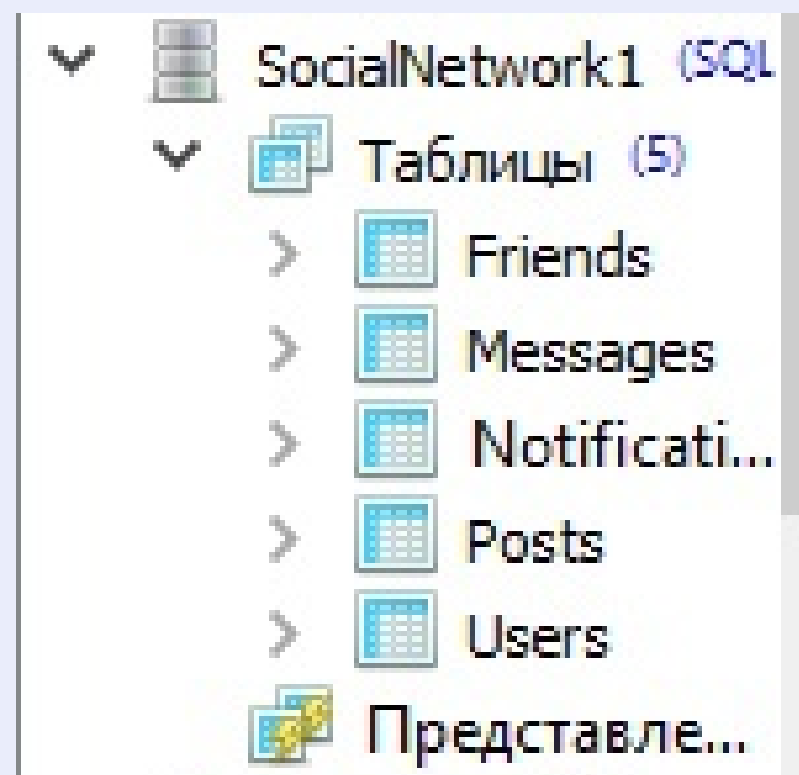 SocialNetwork1 (SQL
Таблицы (5)
Friends
Messages
Notificati...
Posts
Users
Представле...